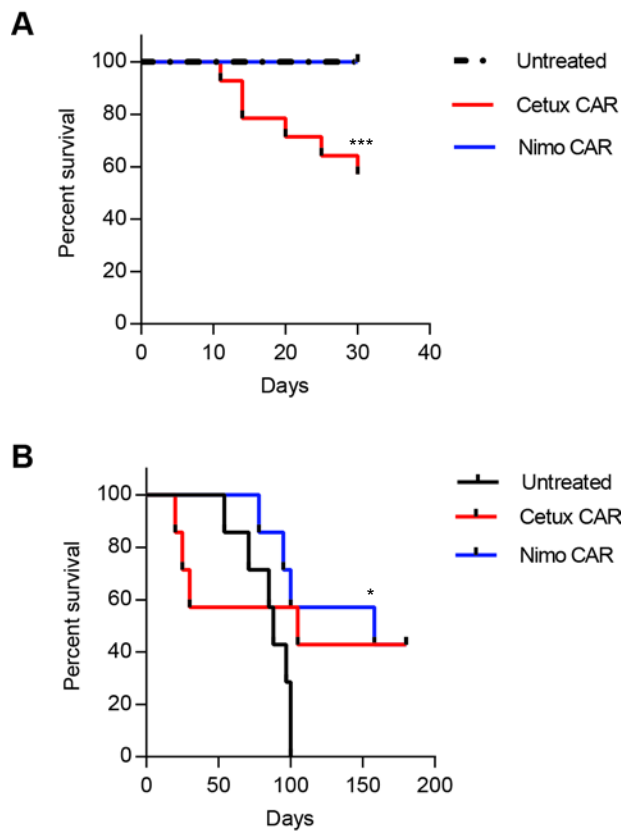 A
Percent survival
100
80
60
40
20
0
***
0 10 20 30 40
Days
Untreated
Cetux CAR
Nimo CAR
B
Percent survival
100
80
60
40
20
0
*
0 50 100 150 200
Days
Untreated
Cetux CAR
Nimo CAR